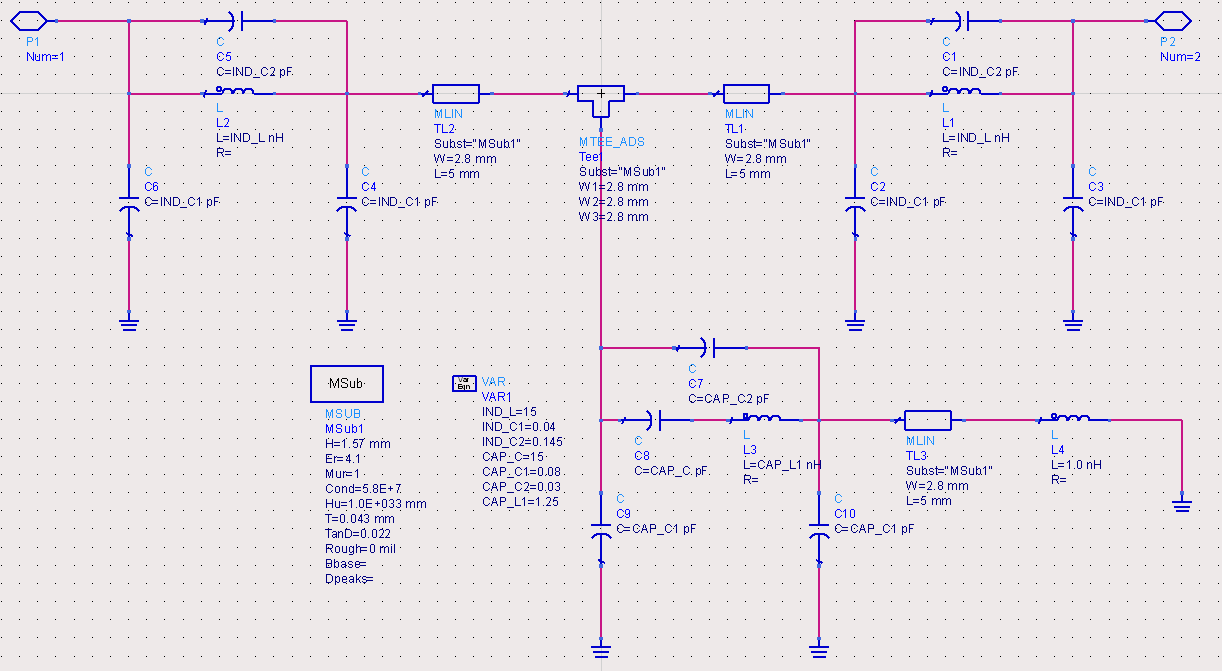 P1
Num=1
C
C5
C=IND_C2 pF
L
L2
L=IND_L nH
R=
C
C6
C=IND_C1 pF
C
C4
C=IND_C1 pF
MLIN
TL2
Subst="MSub1"
W=2.8 mm
L=5 mm
MTEE_ADS
Tee1
Subst="MSub1"
W1=2.8 mm
W2=2.8 mm
W3=2.8 mm
MLIN
TL1
Subst="MSub1"
W=2.8 mm
L=5 mm
C
C1
C=IND_C2 pF
L
L1
L=IND_L nH
R=
C
C2
C=IND_C1 pF
C
C3
C=IND_C1 pF
P2
Num=2
MSub
MSUB
MSub1
H=1.57 mm
Er=4.1
Mur=1
Cond=5.8E+7
Hu=1.0E+033 mm
T=0.043 mm
TanD=0.022
Rough=0 mil
Bbase=
Dpeaks=
Var
Eqn
VAR
VAR1
IND_L=15
IND_C1=0.04
IND_C2=0.145
CAP_C=15
CAP_C1=0.08
CAP_C2=0.03
CAP_L1=1.25
C
C7
C=CAP_C2 pF
C
C8
C=CAP_C pF
L
L3
L=CAP_L1 nH
R=
C
C9
C=CAP_C1 pF
C
C10
C=CAP_C1 pF
MLIN
TL3
Subst="MSub1"
W=2.8 mm
L=5 mm
L
L4
L=1.0 nH
R=